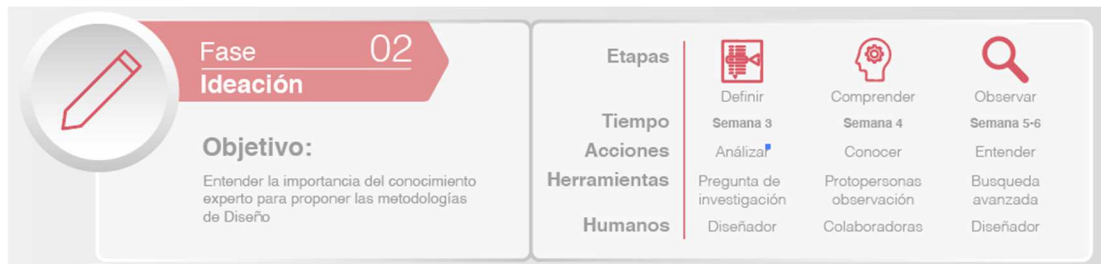 Fase 02
Ideación
Objetivo:
Entender la importancia del conocimiento
experto para proponer las metodologías
de Diseño
Etapas
Definir Comprender Observar
Tiempo Semana 3 Semana 4 Semana 5-6
Acciones Análizar Conocer Entender
Herramientas Pregunta de Protopersonas Busqueda
investigación observación avanzada
Humanos Diseñador Colaboradoras Diseñador